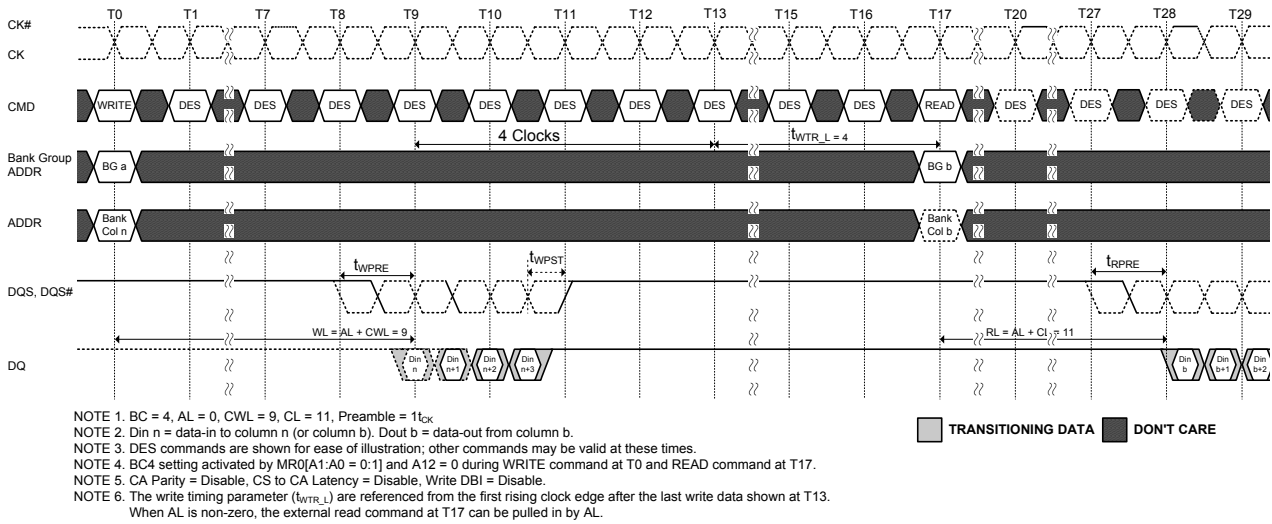 T0 T1 T7 T8 T9 T10 T11 T12 T13 T15 T16 T17 T20 T27 T28 T29
CK#
CK
CMD WRITE DES DES DES DES DES DES DES DES DES DES READ DES DES DES DES
4 Clocks tWTR_L = 4
Bank Group
ADDR
BG a BG b
ADDR
Bank
Col n
Bank
Col b
tWPRE tWPST tRPRE
DQS, DQS#
WL = AL + CWL = 9 RL = AL + CL = 11
DQ
Din
n
Din
n+1
Din
n+2
Din
n+3
Din
b
Din
b+1
Din
b+2
NOTE 1. BC = 4, AL = 0, CWL = 9, CL = 11, Preamble = 1tCK
NOTE 2. Din n = data-in to column n (or column b). Dout b = data-out from column b.
NOTE 3. DES commands are shown for ease of illustration; other commands may be valid at these times.
NOTE 4. BC4 setting activated by MR0[A1:A0 = 0:1] and A12 = 0 during WRITE command at T0 and READ command at T17.
NOTE 5. CA Parity = Disable, CS to CA Latency = Disable, Write DBI = Disable.
NOTE 6. The write timing parameter (tWTR_L) are referenced from the first rising clock edge after the last write data shown at T13.
When AL is non-zero, the external read command at T17 can be pulled in by AL.
TRANSITIONING DATA DON'T CARE